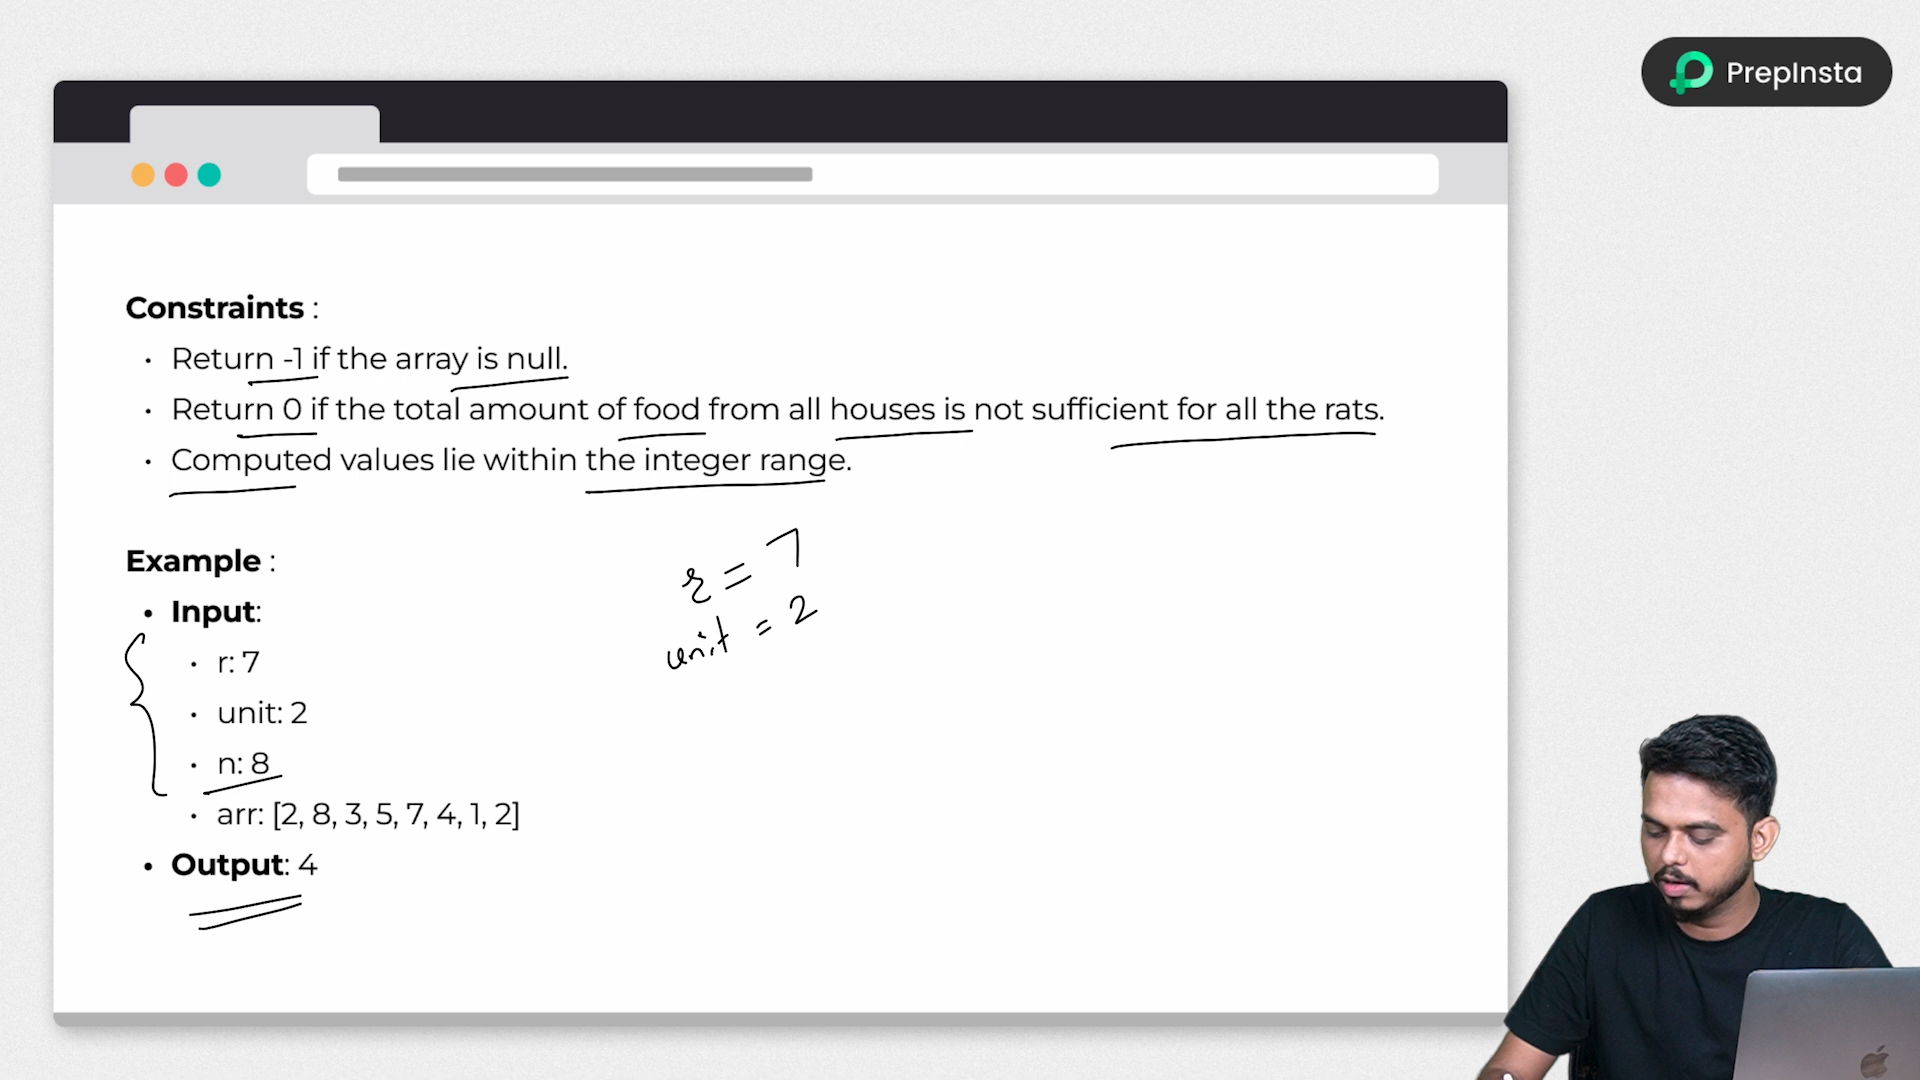 PrepInsta
Constraints :
• Return -1 if the array is null.
• Return 0 if the total amount of food from all houses is not sufficient for all the rats.
• Computed values lie within the integer range.
Example :
• Input:
• r: 7
• unit: 2
• n: 8
• arr: [2, 8, 3, 5, 7, 4, 1, 2]
• Output: 4
r = 7
unit = 2